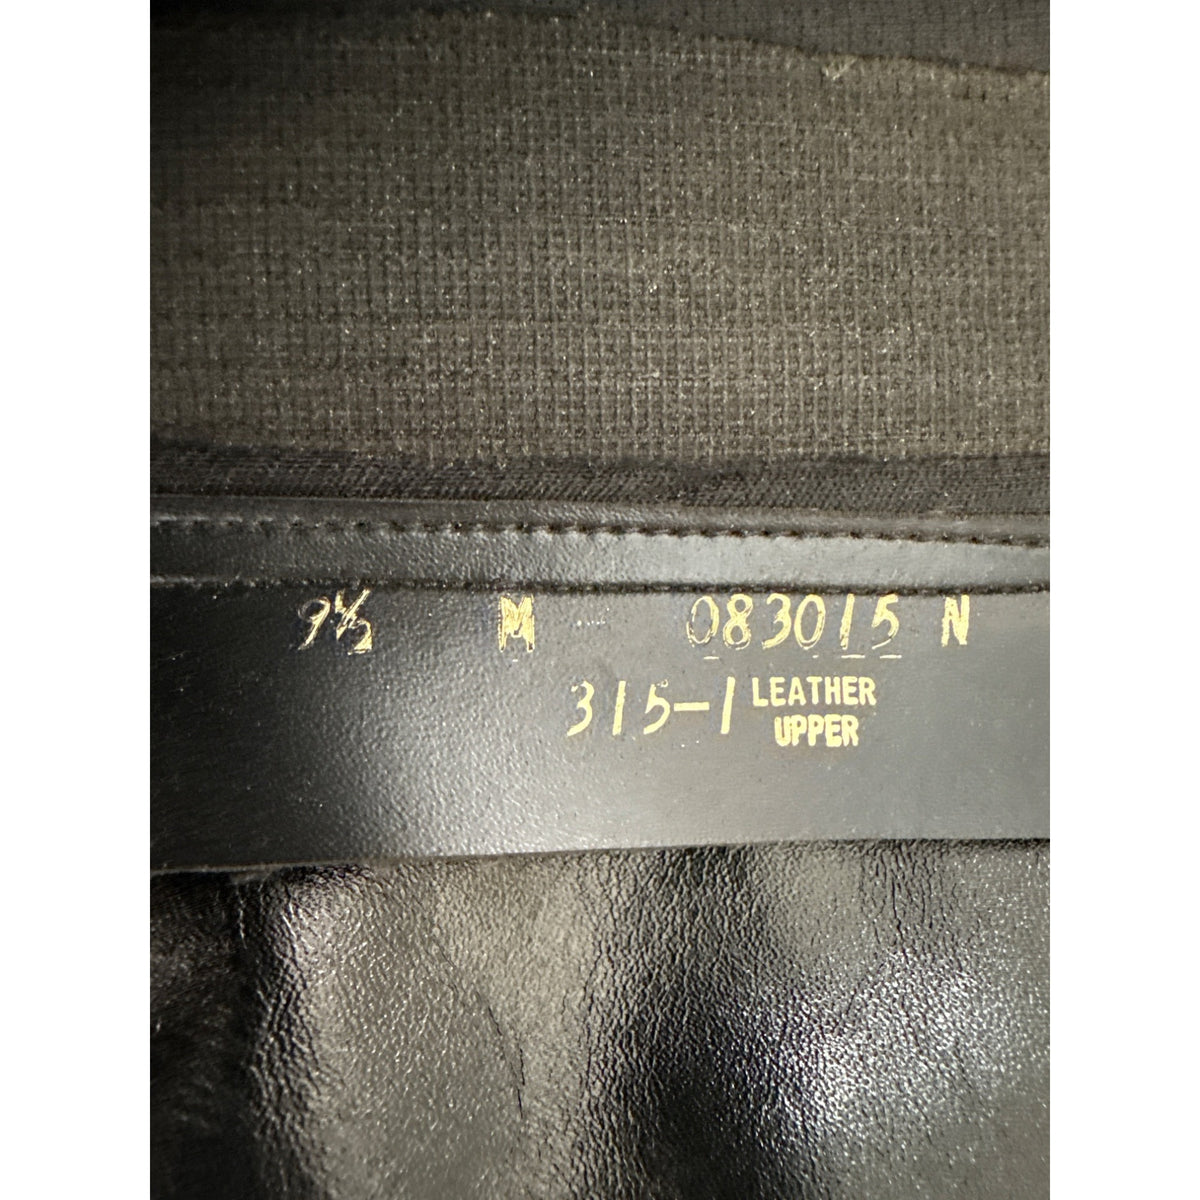 9½ M 083015 N
315-1 LEATHER
UPPER